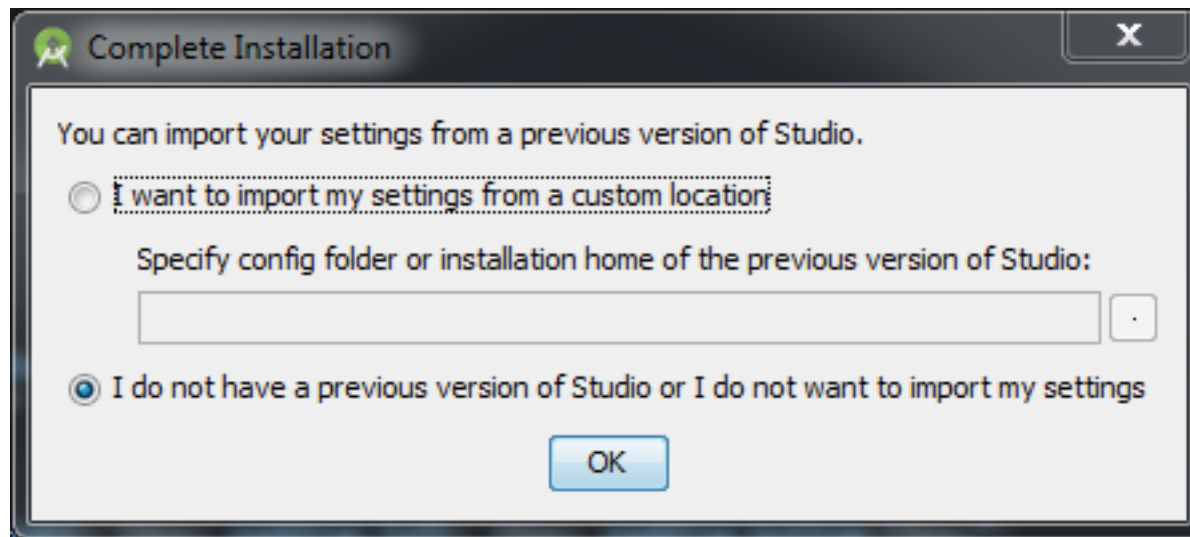 Complete Installation
X
You can import your settings from a previous version of Studio.
I want to import my settings from a custom location
Specify config folder or installation home of the previous version of Studio:
.
I do not have a previous version of Studio or I do not want to import my settings
OK